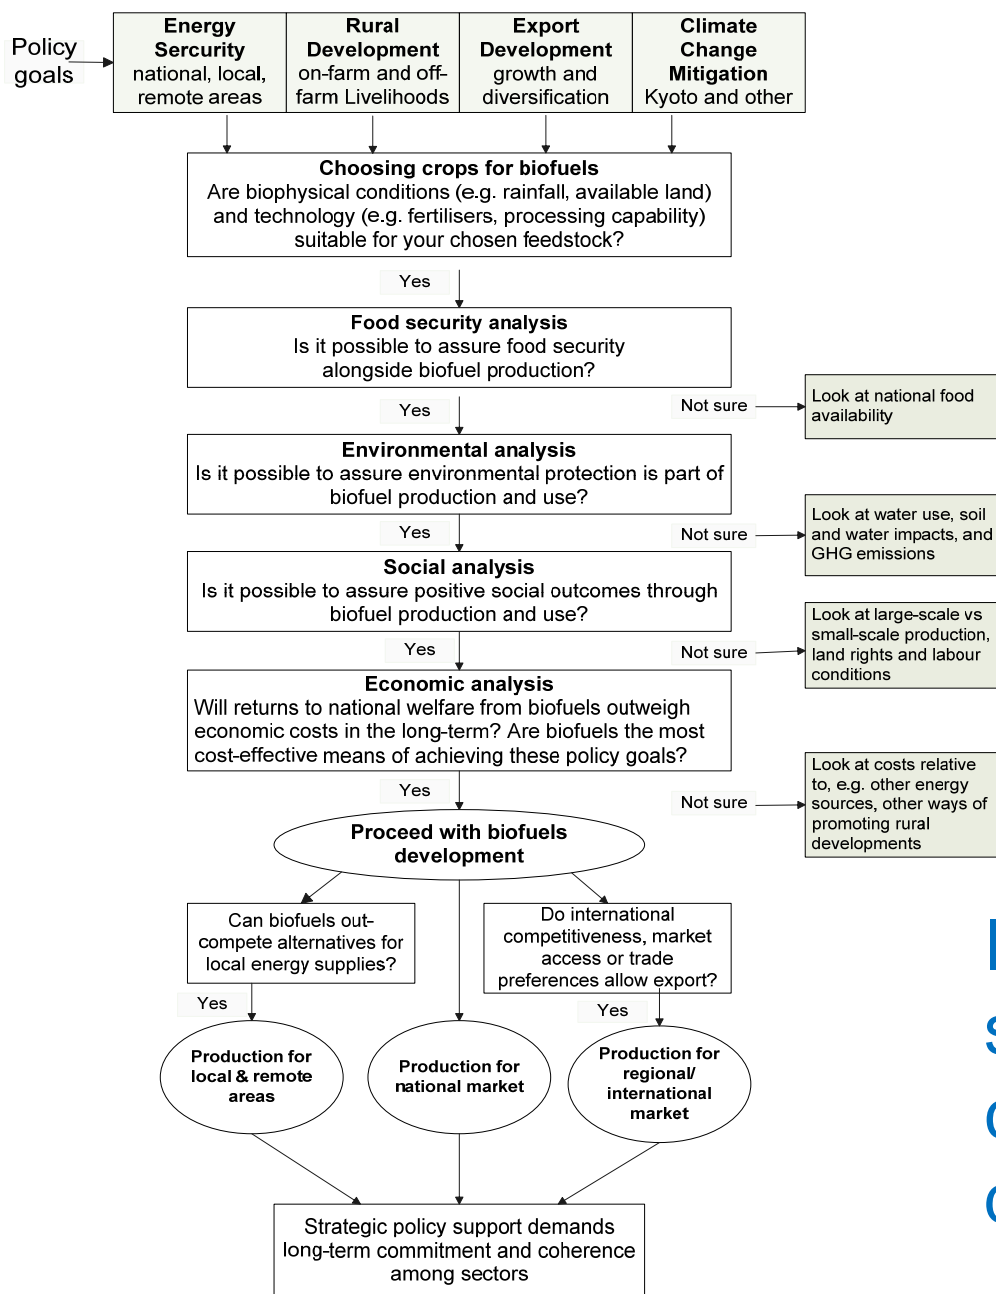 Policy
goals
Energy
Sercurity
national, local,
remote areas
Rural
Development
on-farm and off-
farm Livelihoods
Export
Development
growth and
diversification
Climate
Change
Mitigation
Kyoto and other
Choosing crops for biofuels
Are biophysical conditions (e.g. rainfall, available land)
and technology (e.g. fertilisers, processing capability)
suitable for your chosen feedstock?
Yes
Food security analysis
Is it possible to assure food security
alongside biofuel production?
Yes
Not sure
Look at national food
availability
Environmental analysis
Is it possible to assure environmental protection is part of
biofuel production and use?
Yes
Not sure
Look at water use, soil
and water impacts, and
GHG emissions
Social analysis
Is it possible to assure positive social outcomes through
biofuel production and use?
Yes
Not sure
Look at large-scale vs
small-scale production,
land rights and labour
conditions
Economic analysis
Will returns to national welfare from biofuels outweigh
economic costs in the long-term? Are biofuels the most
cost-effective means of achieving these policy goals?
Yes
Not sure
Look at costs relative
to, e.g. other energy
sources, other ways of
promoting rural
developments
Proceed with biofuels
development
Can biofuels out-
compete alternatives for
local energy supplies?
Do international
competitiveness, market
access or trade
preferences allow export?
Yes
Yes
Production for
local & remote
areas
Production for
national market
Production for
regional/
international
market
Strategic policy support demands
long-term commitment and coherence
among sectors